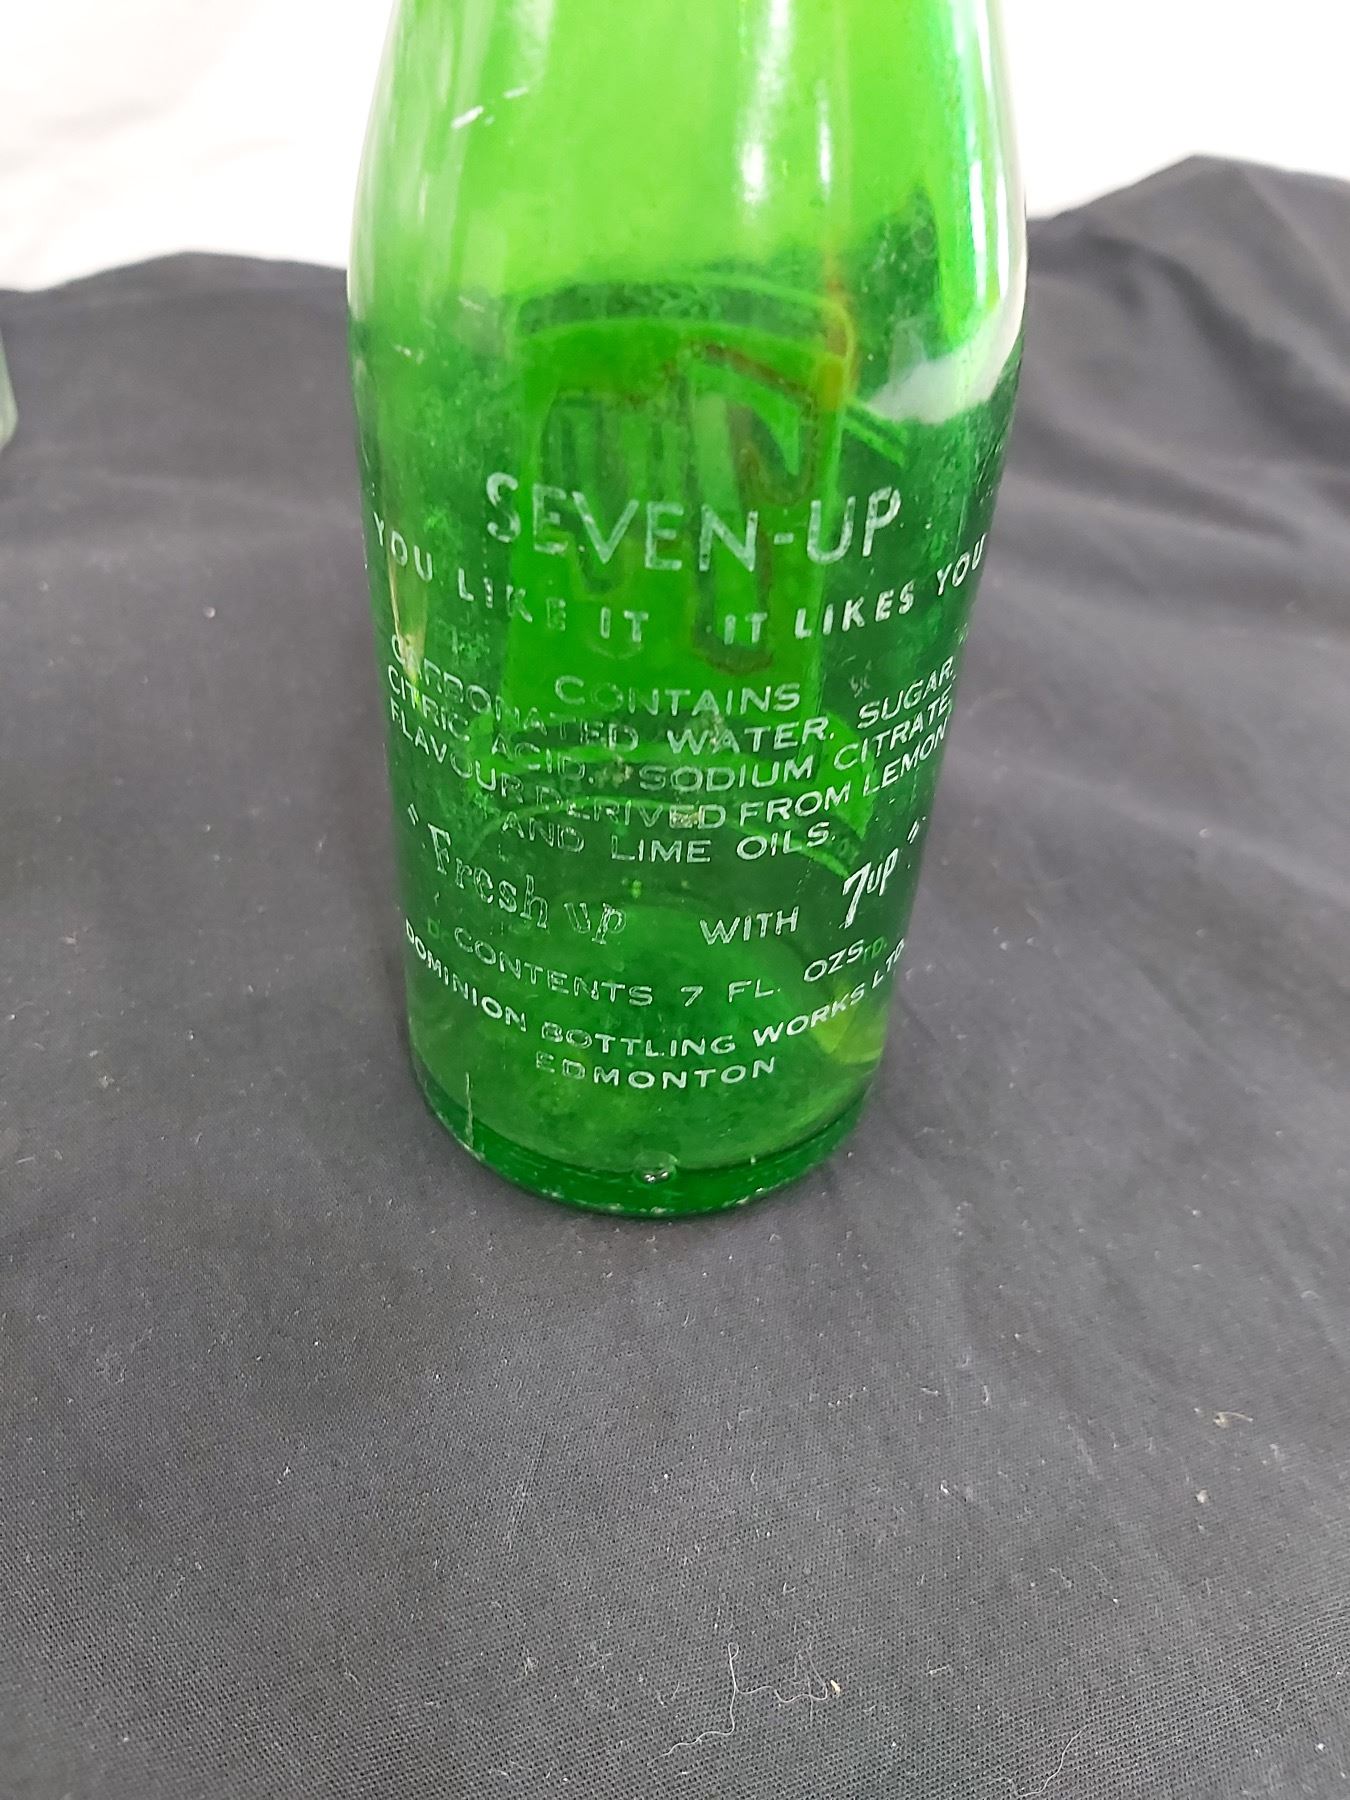 SEVEN-UP
YOU LIKE IT IT LIKES YOU
CONTAINS
CARBONATED WATER, SUGAR,
CITRIC ACID, SODIUM CITRATE,
FLAVOUR DERIVED FROM LEMON
AND LIME OILS.
"Fresh up WITH 7up"
CONTENTS 7 FL. OZS.
DOMINION BOTTLING WORKS LTD.
EDMONTON